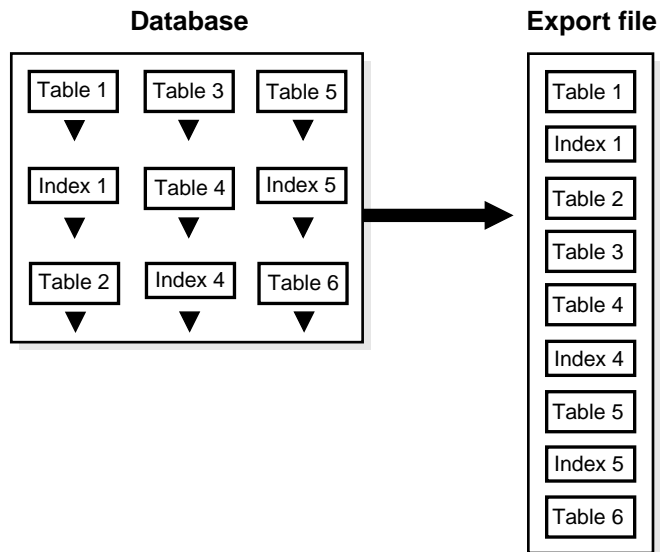 Database
Table 1 Table 3 Table 5
Index 1 Table 4 Index 5
Table 2 Index 4 Table 6
Export file
Table 1
Index 1
Table 2
Table 3
Table 4
Index 4
Table 5
Index 5
Table 6